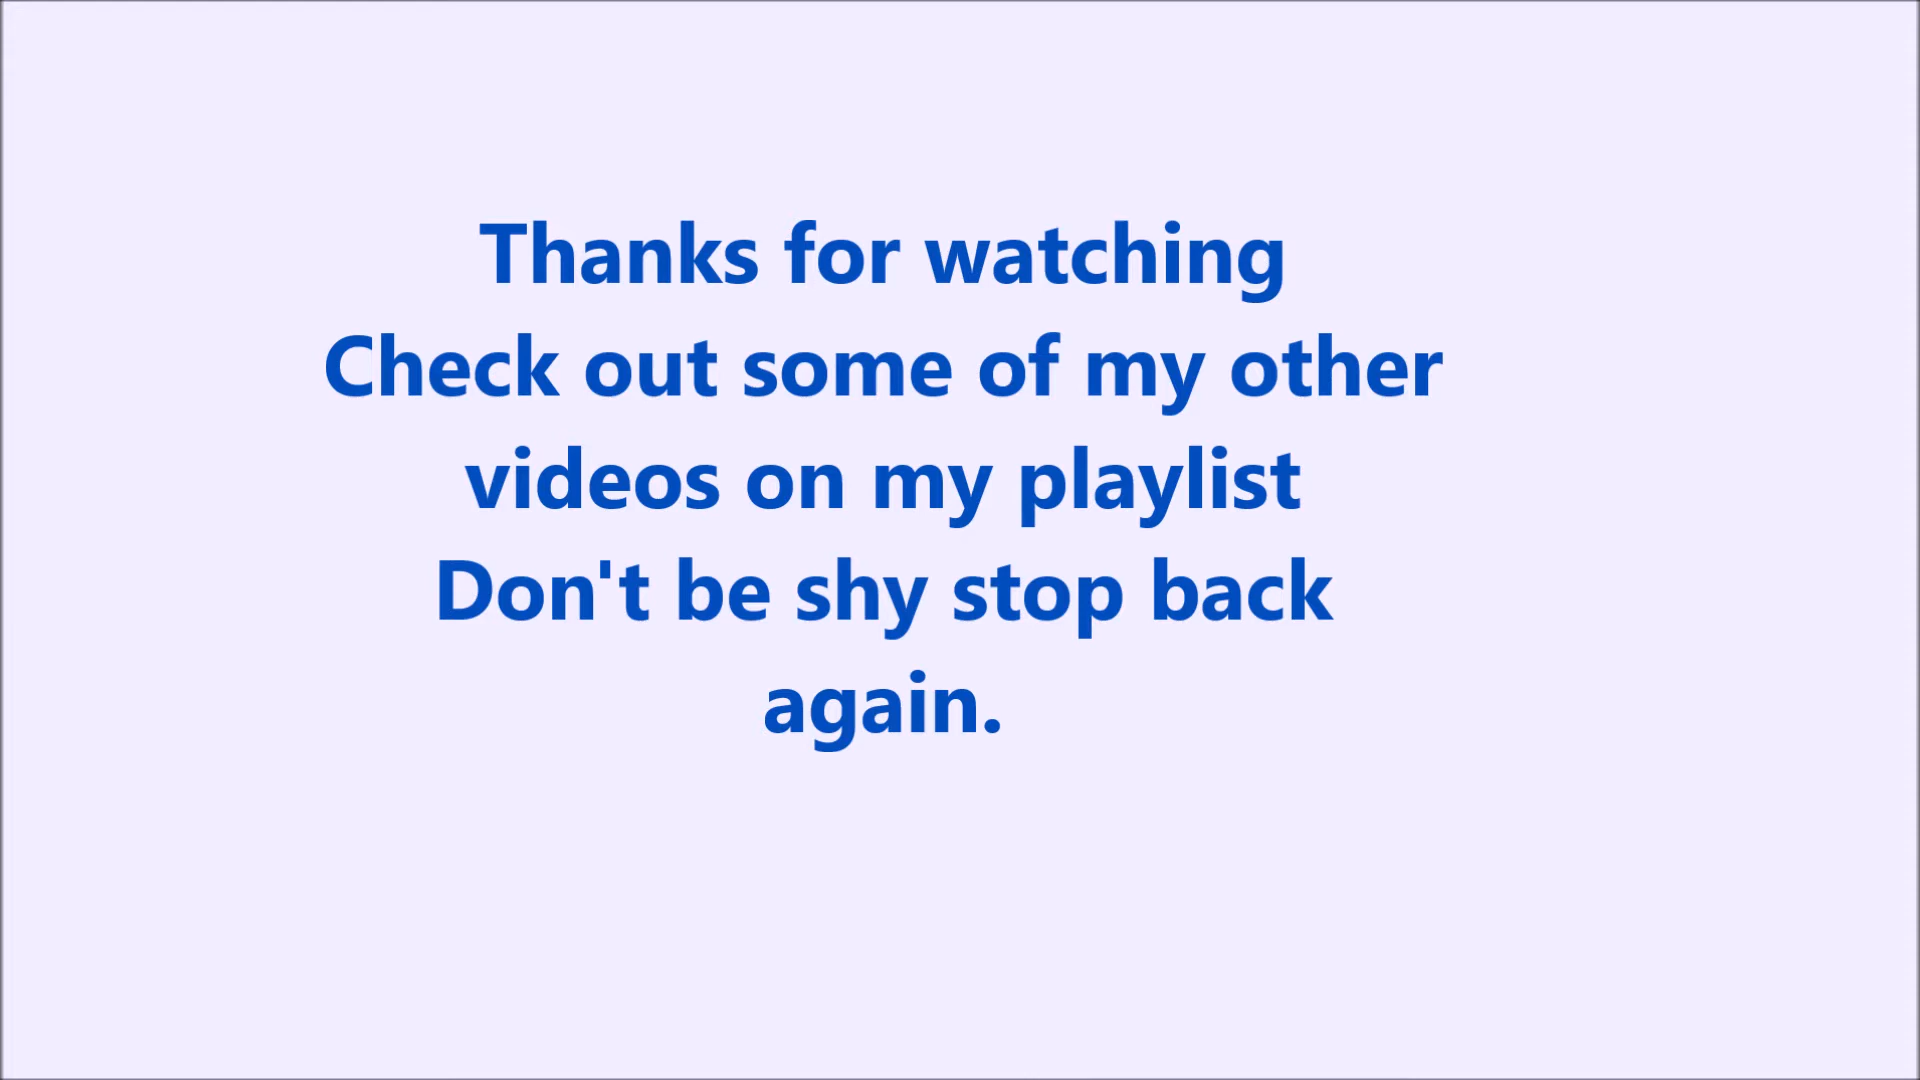 Thanks for watching
Check out some of my other
videos on my playlist
Don't be shy stop back
again.